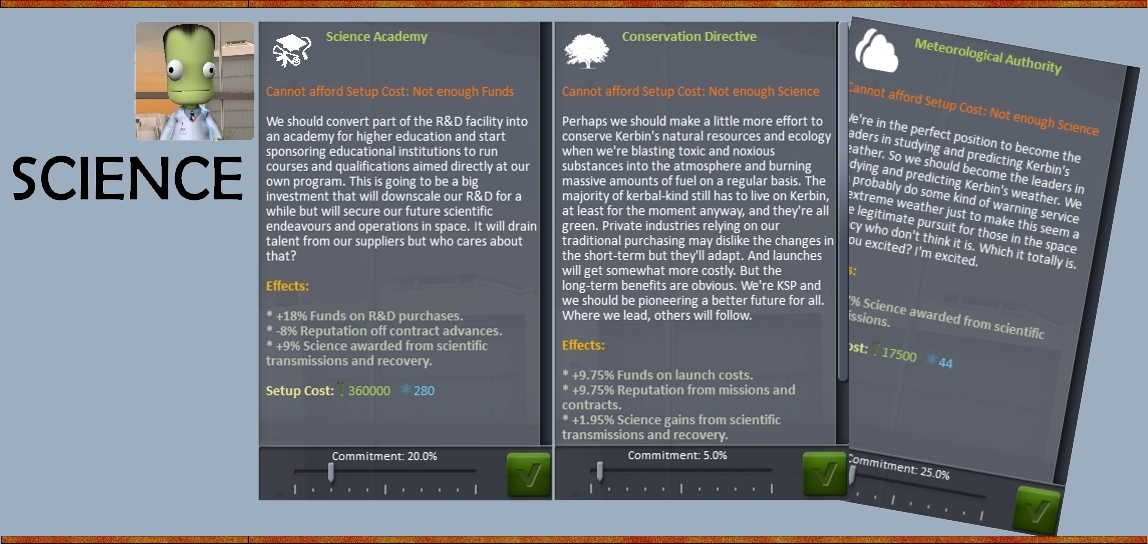 SCIENCE
Science Academy
Cannot afford Setup Cost: Not enough Funds
We should convert part of the R&D facility into
an academy for higher education and start
sponsoring educational institutions to run
courses and qualifications aimed directly at our
own program. This is going to be a big
investment that will downscale our R&D for a
while but will secure our future scientific
endeavours and operations in space. It will drain
talent from our suppliers but who cares about
that?
Effects:
* +18% Funds on R&D purchases.
* -8% Reputation off contract advances.
* +9% Science awarded from scientific
transmissions and recovery.
Setup Cost: 360000 280
Commitment: 20.0%
Conservation Directive
Cannot afford Setup Cost: Not enough Science
Perhaps we should make a little more effort to
conserve Kerbin's natural resources and ecology
when we're blasting toxic and noxious
substances into the atmosphere and burning
massive amounts of fuel on a regular basis. The
majority of kerbal-kind still has to live on Kerbin,
at least for the moment anyway, and they're all
green. Private industries relying on our
traditional purchasing may dislike the changes in
the short-term but they'll adapt. And launches
will get somewhat more costly. But the
long-term benefits are obvious. We're KSP and
we should be pioneering a better future for all.
Where we lead, others will follow.
Effects:
* +9.75% Funds on launch costs.
* +9.75% Reputation from missions and
contracts.
* +1.95% Science gains from scientific
transmissions and recovery.
Commitment: 5.0%
Meteorological Authority
Cannot afford Setup Cost: Not enough Science
We're in the perfect position to become the
aders in studying and predicting Kerbin's
eather. So we should become the leaders in
dying and predicting Kerbin's weather. We
probably do some kind of warning service
extreme weather just to make this seem a
e legitimate pursuit for those in the space
cy who don't think it is. Which it totally is.
ou excited? I'm excited.
s:
% Science awarded from scientific
issions.
ost: 17500 44
Commitment: 25.0%